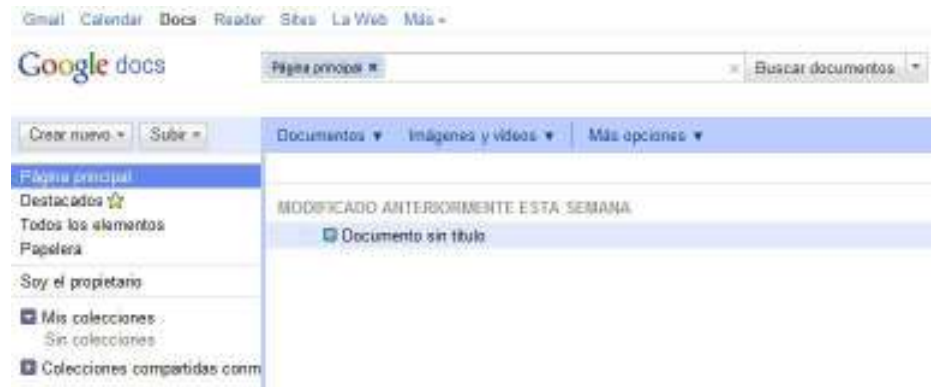 Gmail Calendar Docs Reader Sites La Web Más
Google docs
Página principal
Buscar documentos
Crear nuevo Subir
Documentos Imágenes y vídeos Más opciones
Página principal
Destacados
Todos los elementos
Papelera
MODIFICADO ANTERIORMENTE ESTA SEMANA
Documento sin título
Soy el propietario
Mis colecciones
Sin colecciones
Colecciones compartidas conm